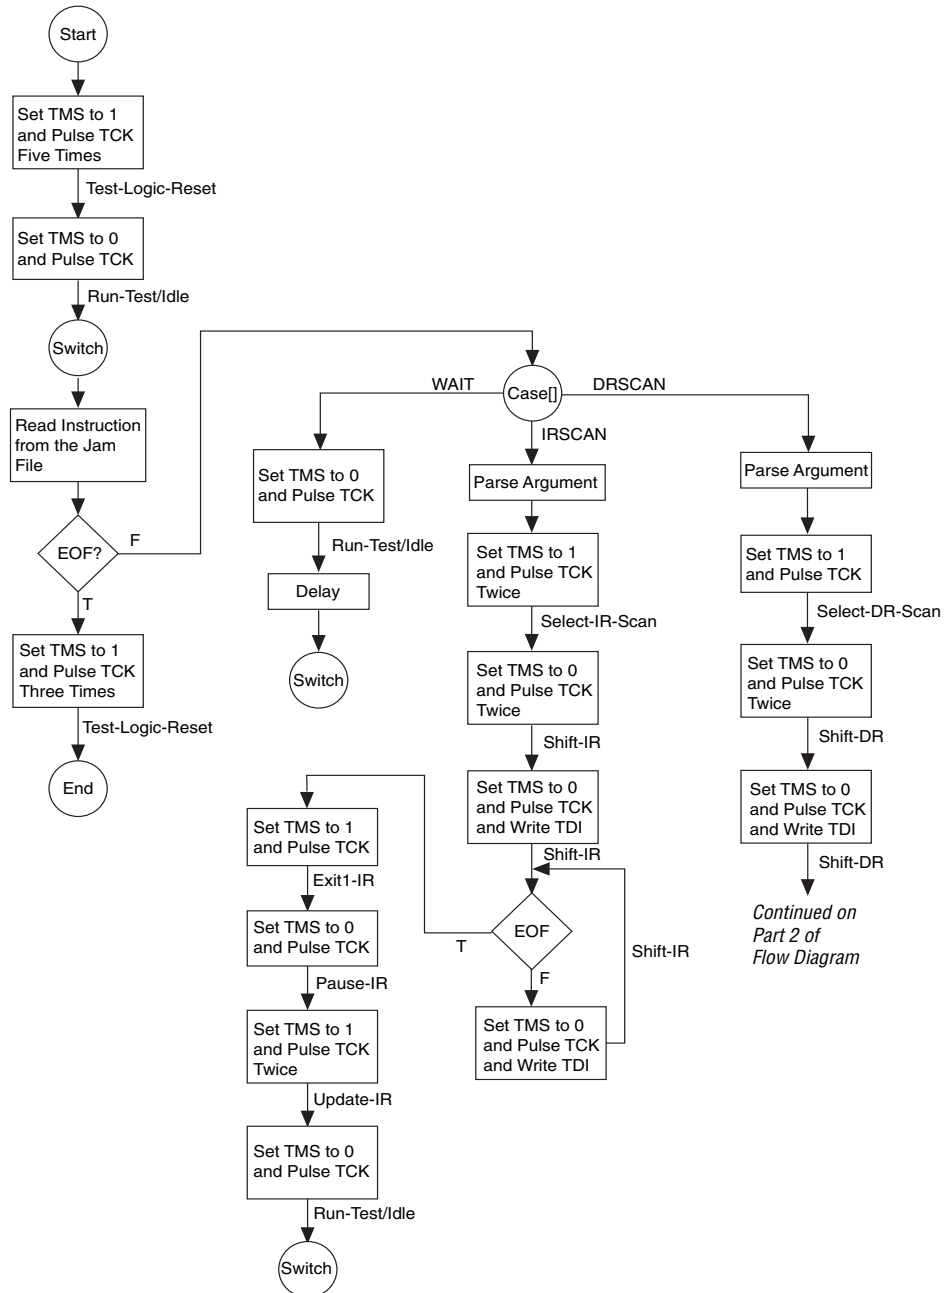 Start
Set TMS to 1
and Pulse TCK
Five Times
Test-Logic-Reset
Set TMS to 0
and Pulse TCK
Run-Test/Idle
Switch
Read Instruction
from the Jam
File
EOF?
F
T
Set TMS to 1
and Pulse TCK
Three Times
Test-Logic-Reset
End
Case[]
WAIT
Set TMS to 0
and Pulse TCK
Run-Test/Idle
Delay
Switch
IRSCAN
Parse Argument
Set TMS to 1
and Pulse TCK
Twice
Select-IR-Scan
Set TMS to 0
and Pulse TCK
Twice
Shift-IR
Set TMS to 0
and Pulse TCK
and Write TDI
Shift-IR
EOF
T
F
Set TMS to 0
and Pulse TCK
and Write TDI
Shift-IR
Set TMS to 1
and Pulse TCK
Exit1-IR
Set TMS to 0
and Pulse TCK
Pause-IR
Set TMS to 1
and Pulse TCK
Twice
Update-IR
Set TMS to 0
and Pulse TCK
Run-Test/Idle
Switch
DRSCAN
Parse Argument
Set TMS to 1
and Pulse TCK
Select-DR-Scan
Set TMS to 0
and Pulse TCK
Twice
Shift-DR
Set TMS to 0
and Pulse TCK
and Write TDI
Shift-DR
Continued on
Part 2 of
Flow Diagram